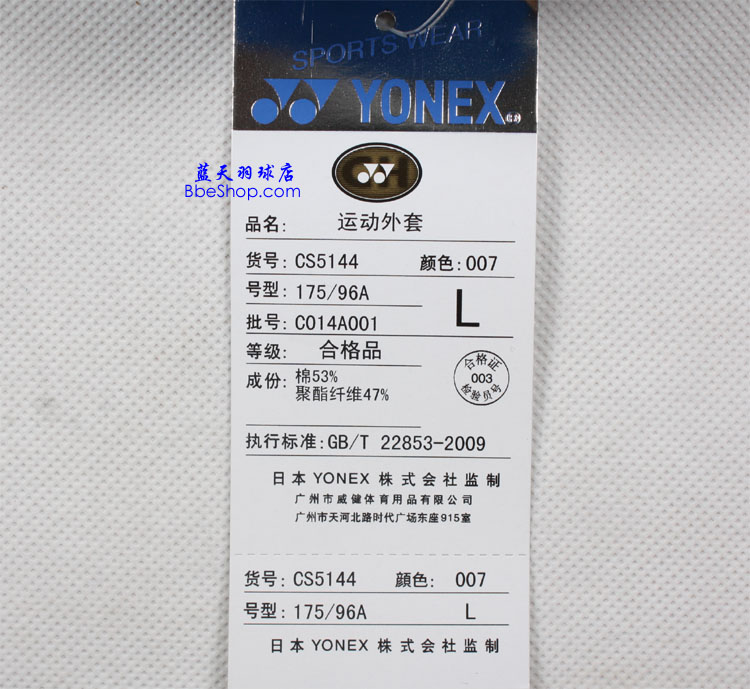 SPORTS WEAR
YONEX
GH
蓝天羽球店
BbeShop.com
品名: 运动外套
货号: CS5144 颜色: 007
号型: 175/96A L
批号: C014A001
等级: 合格品
成份: 棉53%
聚酯纤维47%
合格证
003
检验员号
执行标准: GB/T 22853-2009
日本 YONEX 株式会社监制
广州市威健体育用品有限公司
广州市天河北路时代广场东座915室
货号: CS5144 颜色: 007
号型: 175/96A L
日本 YONEX 株式会社监制